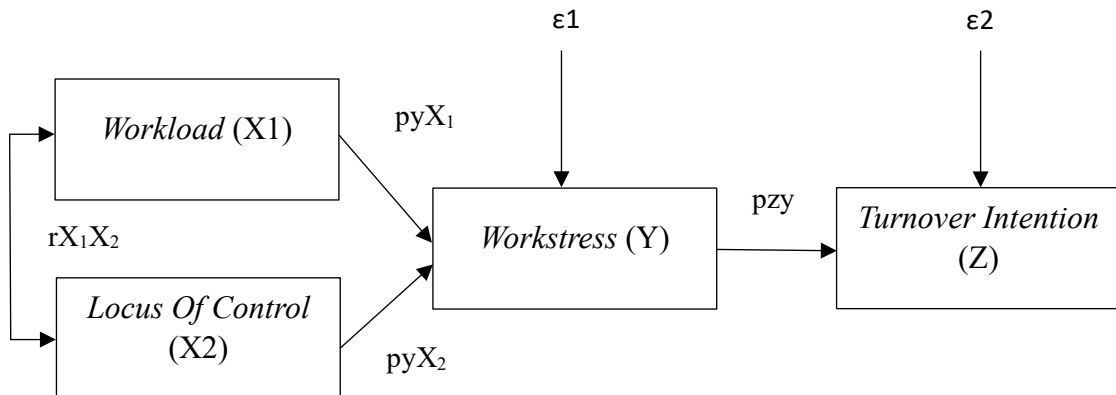 ε1
ε2
Workload (X1)
pyX₁
rX₁X₂
Workstress (Y)
pzy
Turnover Intention
(Z)
Locus Of Control
(X2)
pyX₂